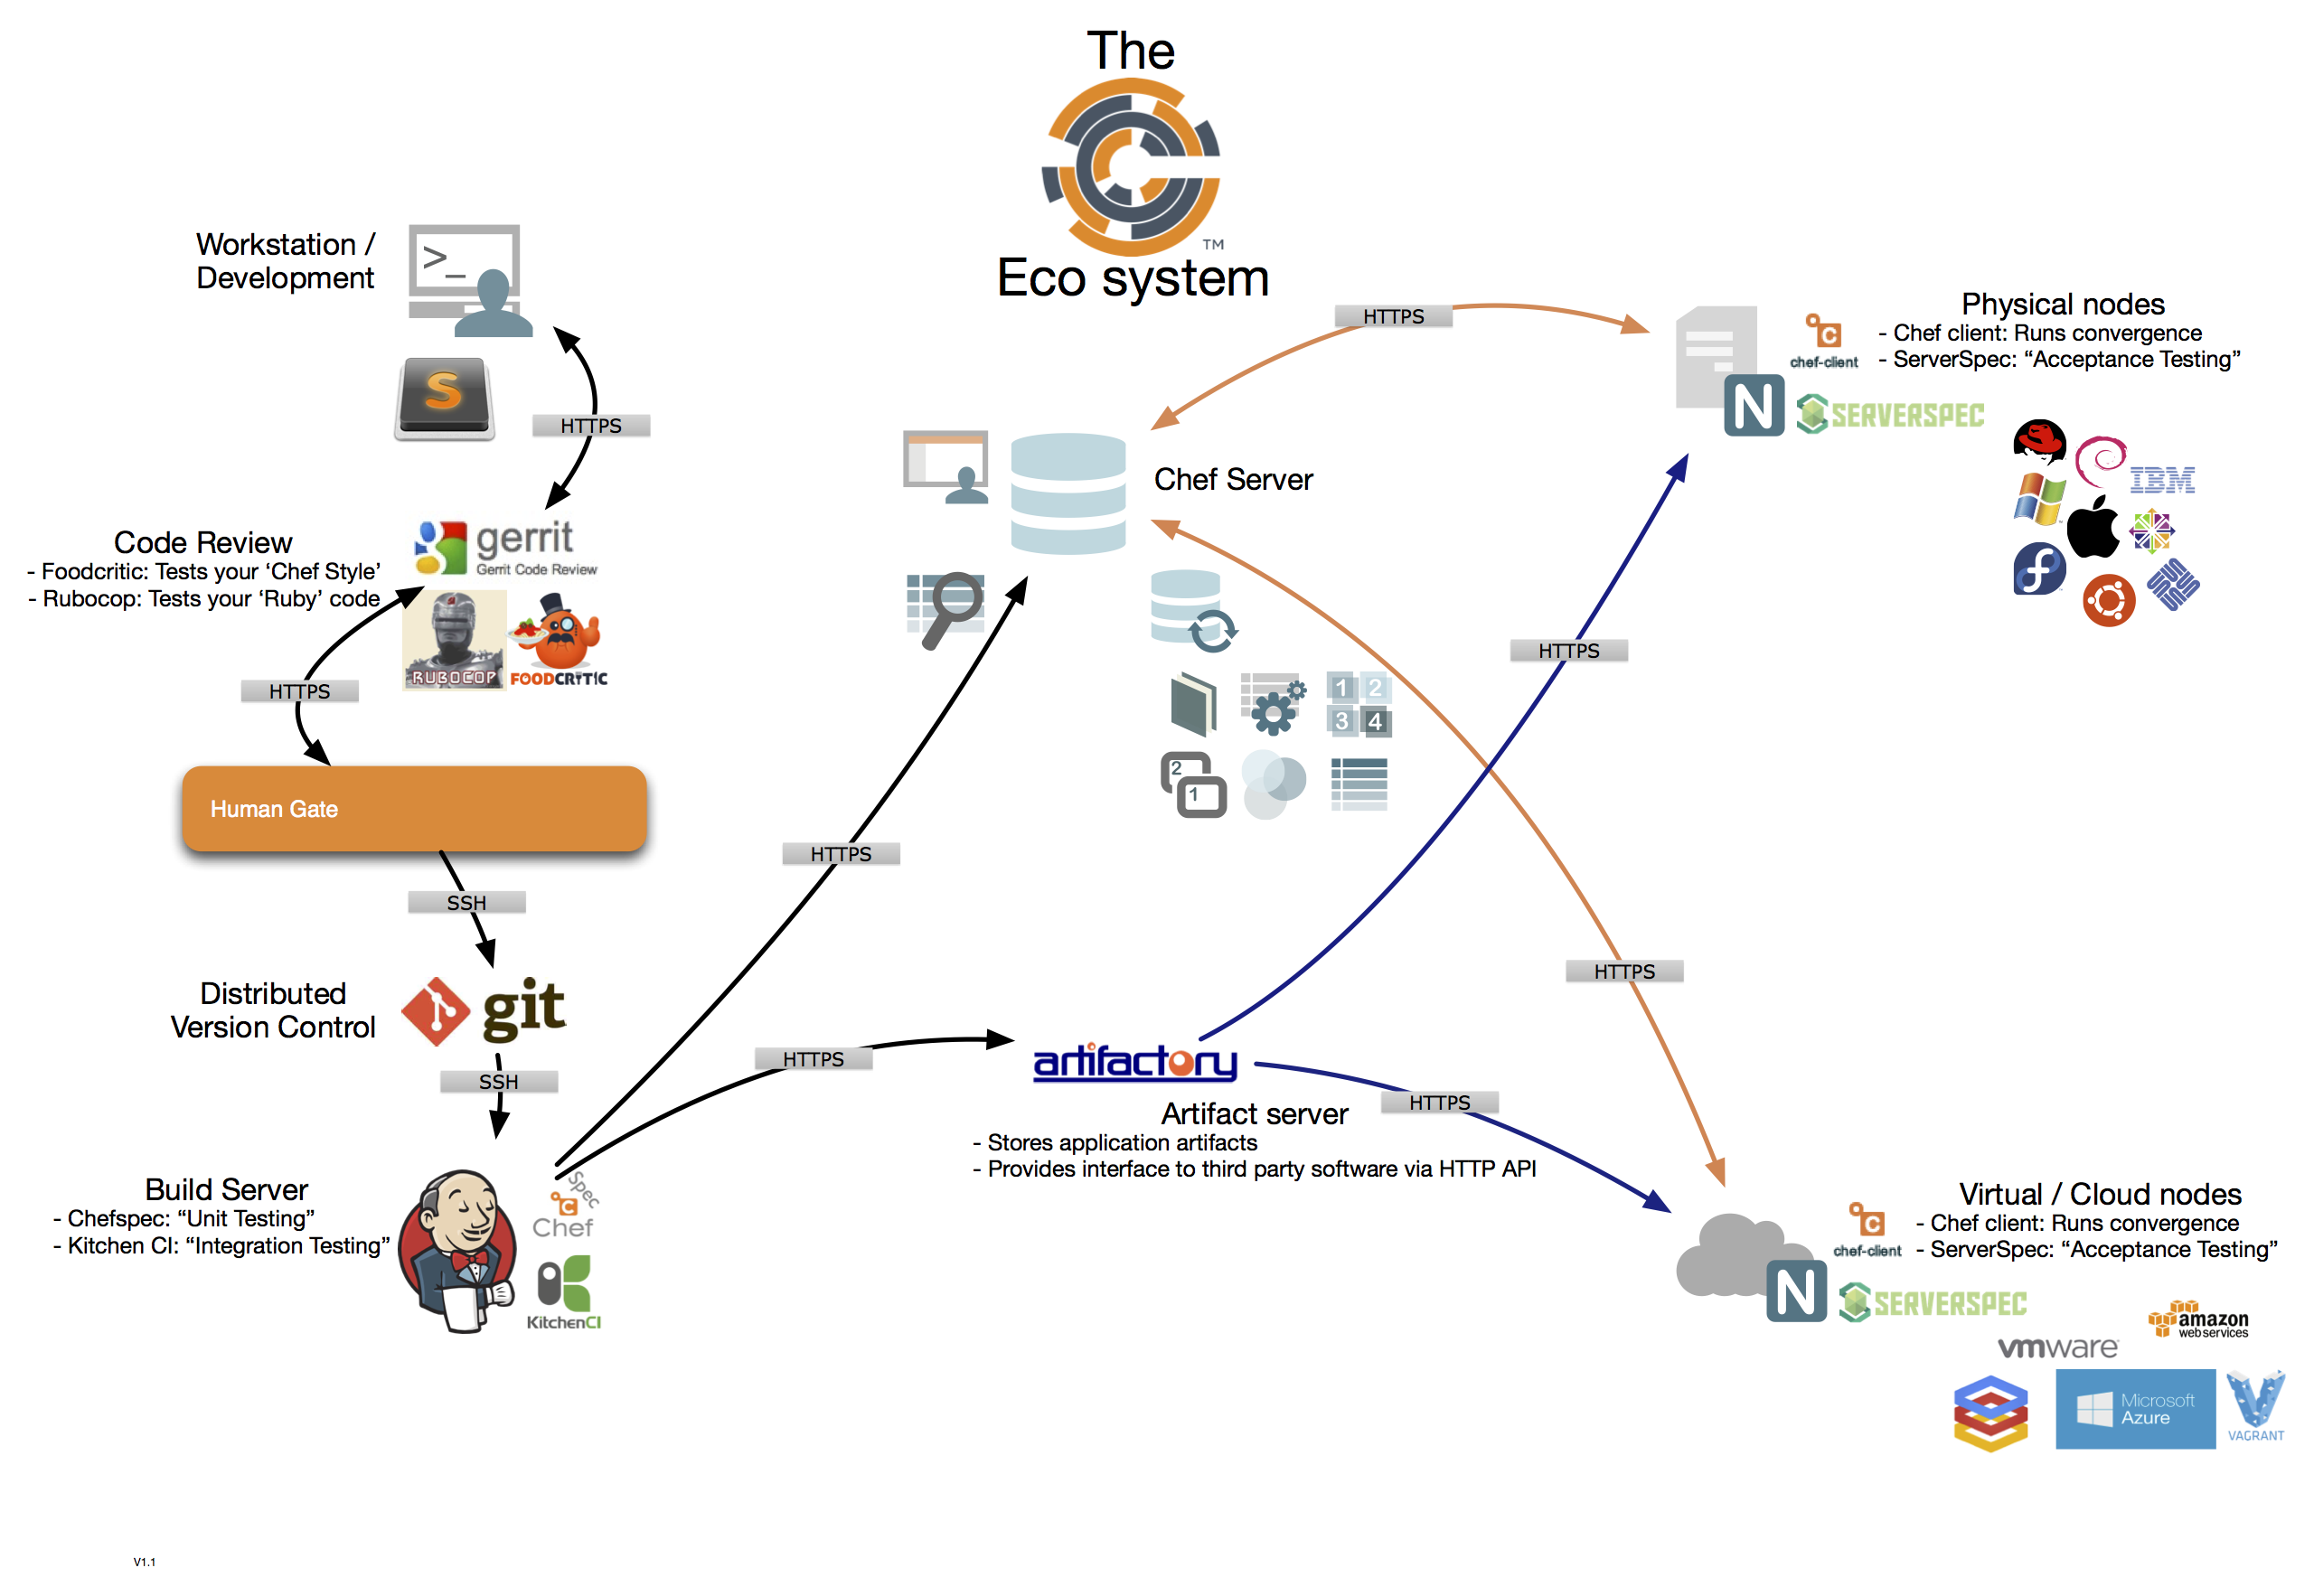 The
TM
Eco system
Workstation /
Development
>_
S
HTTPS
Code Review
- Foodcritic: Tests your ‘Chef Style’
- Rubocop: Tests your ‘Ruby’ code
gerrit
Gerrit Code Review
RUBOCOP
FOODCRITIC
HTTPS
Human Gate
SSH
Distributed
Version Control
git
SSH
Build Server
- Chefspec: “Unit Testing”
- Kitchen CI: “Integration Testing”
Spec
C
Chef
KitchenCI
HTTPS
HTTPS
Chef Server
1 2
3 4
2
1
artifactory
Artifact server
- Stores application artifacts
- Provides interface to third party software via HTTP API
HTTPS
HTTPS
HTTPS
HTTPS
Physical nodes
- Chef client: Runs convergence
- ServerSpec: “Acceptance Testing”
C
chef-client
N
SERVERSPEC
IBM
Virtual / Cloud nodes
- Chef client: Runs convergence
- ServerSpec: “Acceptance Testing”
C
chef-client
N
SERVERSPEC
amazon
webservices
vmware
Microsoft
Azure
VAGRANT
V1.1